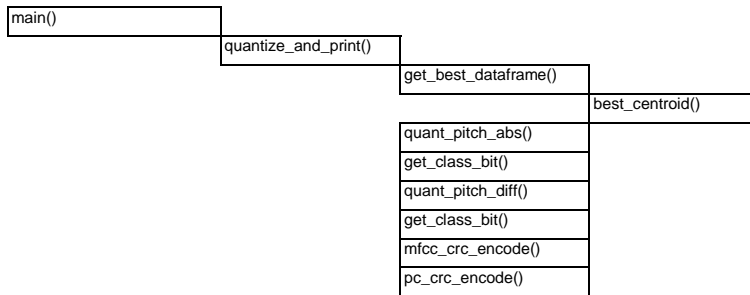 main()
quantize_and_print()
get_best_dataframe()
best_centroid()
quant_pitch_abs()
get_class_bit()
quant_pitch_diff()
get_class_bit()
mfcc_crc_encode()
pc_crc_encode()